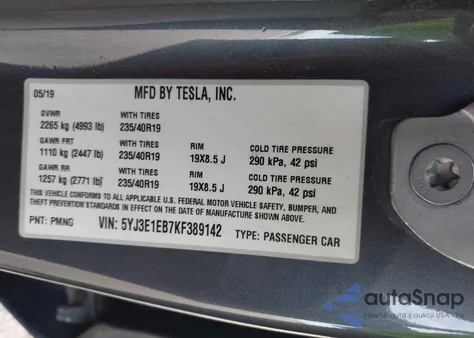 05/19 MFD BY TESLA, INC.
GVWR WITH TIRES
2265 kg (4993 lb) 235/40R19
GAWR FRT WITH TIRES RIM COLD TIRE PRESSURE
1110 kg (2447 lb) 235/40R19 19X8.5 J 290 kPa, 42 psi
GAWR RR WITH TIRES RIM COLD TIRE PRESSURE
1257 kg (2771 lb) 235/40R19 19X8.5 J 290 kPa, 42 psi
THIS VEHICLE CONFORMS TO ALL APPLICABLE U.S. FEDERAL MOTOR VEHICLE SAFETY, BUMPER, AND
THEFT PREVENTION STANDARDS IN EFFECT ON THE DATE OF MANUFACTURE SHOWN ABOVE.
PNT: PMNG VIN: 5YJ3E1EB7KF389142 TYPE: PASSENGER CAR
autoSnap
Pewne auta z aukcji USA